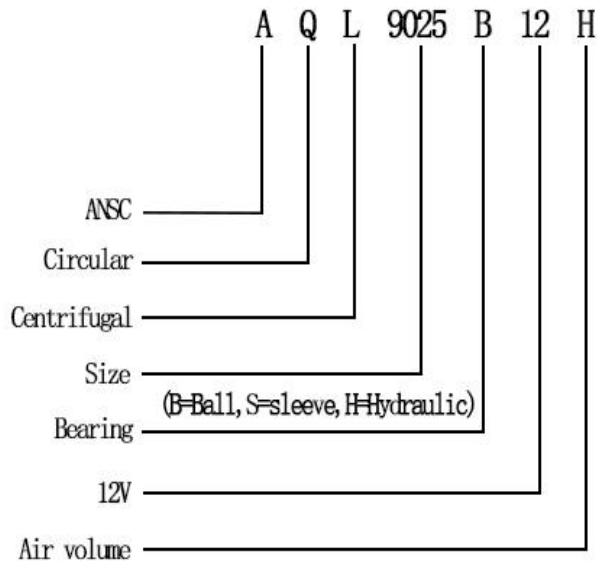 A Q L 9025 B 12 H
ANSC
Circular
Centrifugal
Size
(B=Ball, S=sleeve, H=Hydraulic)
Bearing
12V
Air volume